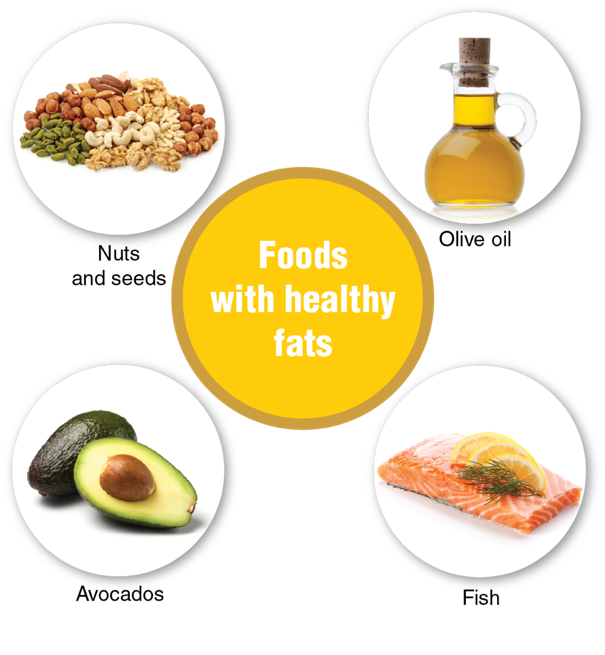 Nuts
and seeds
Olive oil
Foods
with healthy
fats
Avocados
Fish